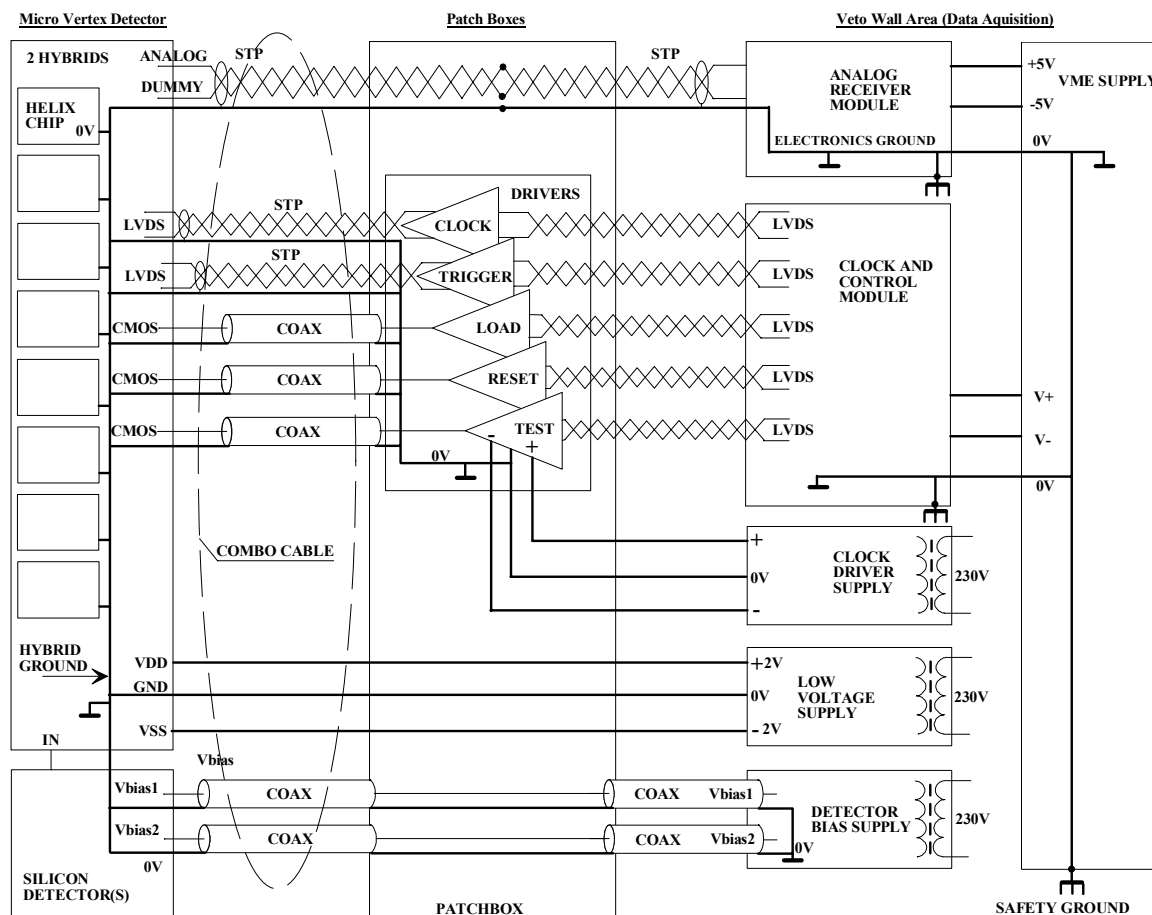 Micro Vertex Detector
Patch Boxes
Veto Wall Area (Data Aquisition)
2 HYBRIDS
ANALOG
DUMMY
STP
STP
ANALOG
RECEIVER
MODULE
+5V
-5V
VME SUPPLY
HELIX
CHIP
0V
ELECTRONICS GROUND
0V
DRIVERS
LVDS
STP
CLOCK
LVDS
LVDS
STP
TRIGGER
LVDS
CLOCK AND
CONTROL
MODULE
CMOS
COAX
LOAD
LVDS
CMOS
COAX
RESET
LVDS
V+
CMOS
COAX
TEST
- +
LVDS
V-
0V
0V
COMBO CABLE
+
0V
-
CLOCK
DRIVER
SUPPLY
230V
HYBRID
GROUND
VDD
GND
VSS
+2V
0V
- 2V
LOW
VOLTAGE
SUPPLY
230V
IN
Vbias
Vbias1
COAX
COAX
Vbias1
Vbias2
COAX
COAX
Vbias2
0V
0V
DETECTOR
BIAS SUPPLY
230V
SILICON
DETECTOR(S)
PATCHBOX
SAFETY GROUND